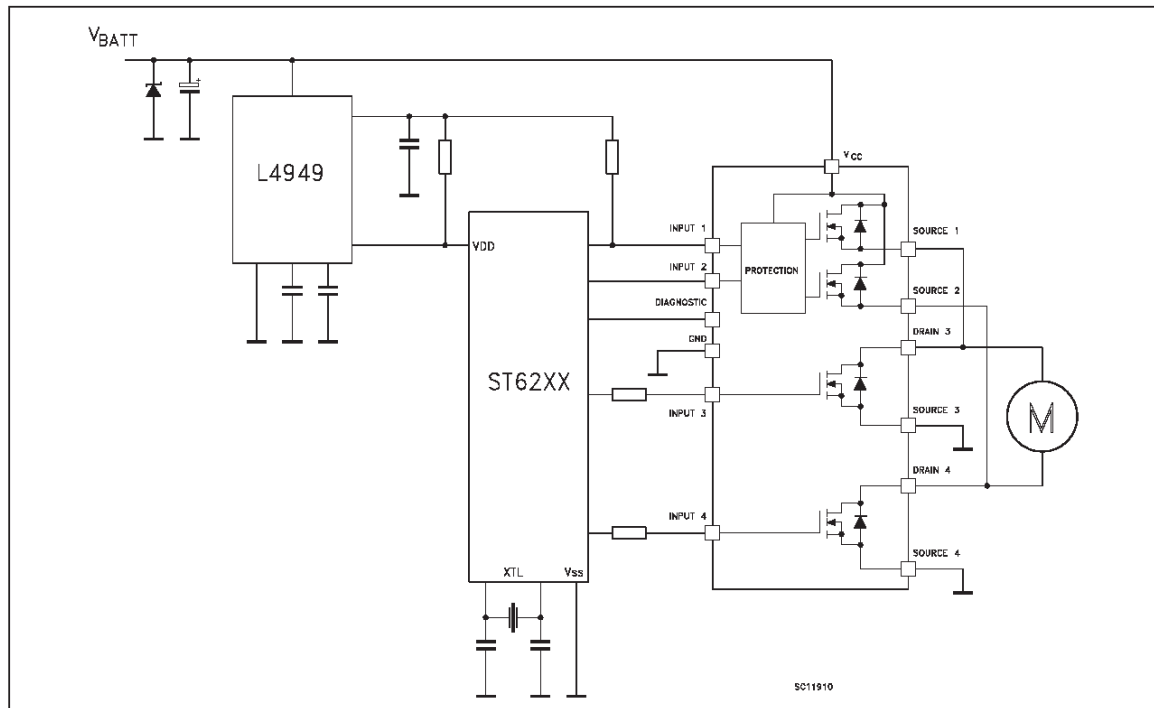 VBATT
L4949
VCC
INPUT 1
SOURCE 1
VDD
INPUT 2
PROTECTION
SOURCE 2
DIAGNOSTIC
GND
DRAIN 3
ST62XX
INPUT 3
SOURCE 3
M
DRAIN 4
INPUT 4
SOURCE 4
XTL
Vss
SC11910